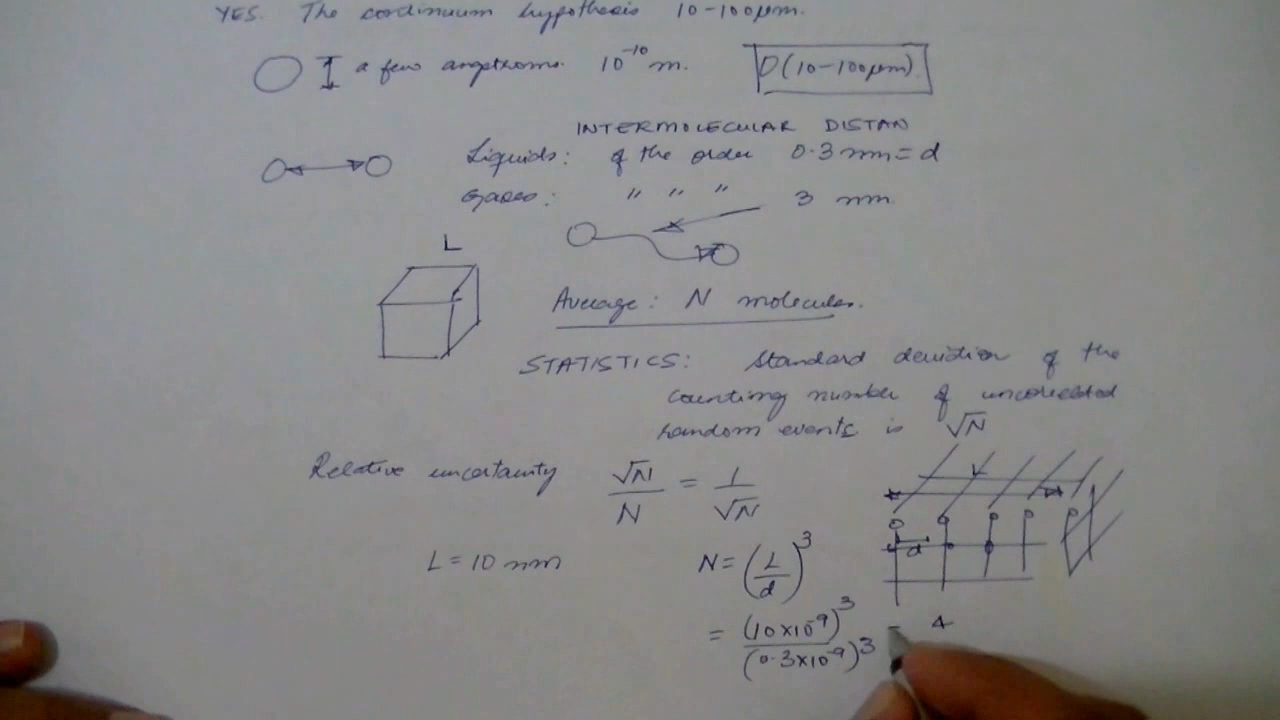 YES. The continuum hypothesis 10-100μm.
a few angstroms. 10⁻¹⁰ m. O(10-100μm)
INTERMOLECULAR DISTAN
Liquids: of the order 0.3 nm = d
Gases: " " " 3 nm
L
Average: N molecules.
STATISTICS: Standard deviation of the
counting number of uncorrelated
random events is √N
Relative uncertainty √N/N = 1/√N
L
d
L = 10 nm N = (L/d)³
= (10×10⁻⁹)³/(0.3×10⁻⁹)³ = 4